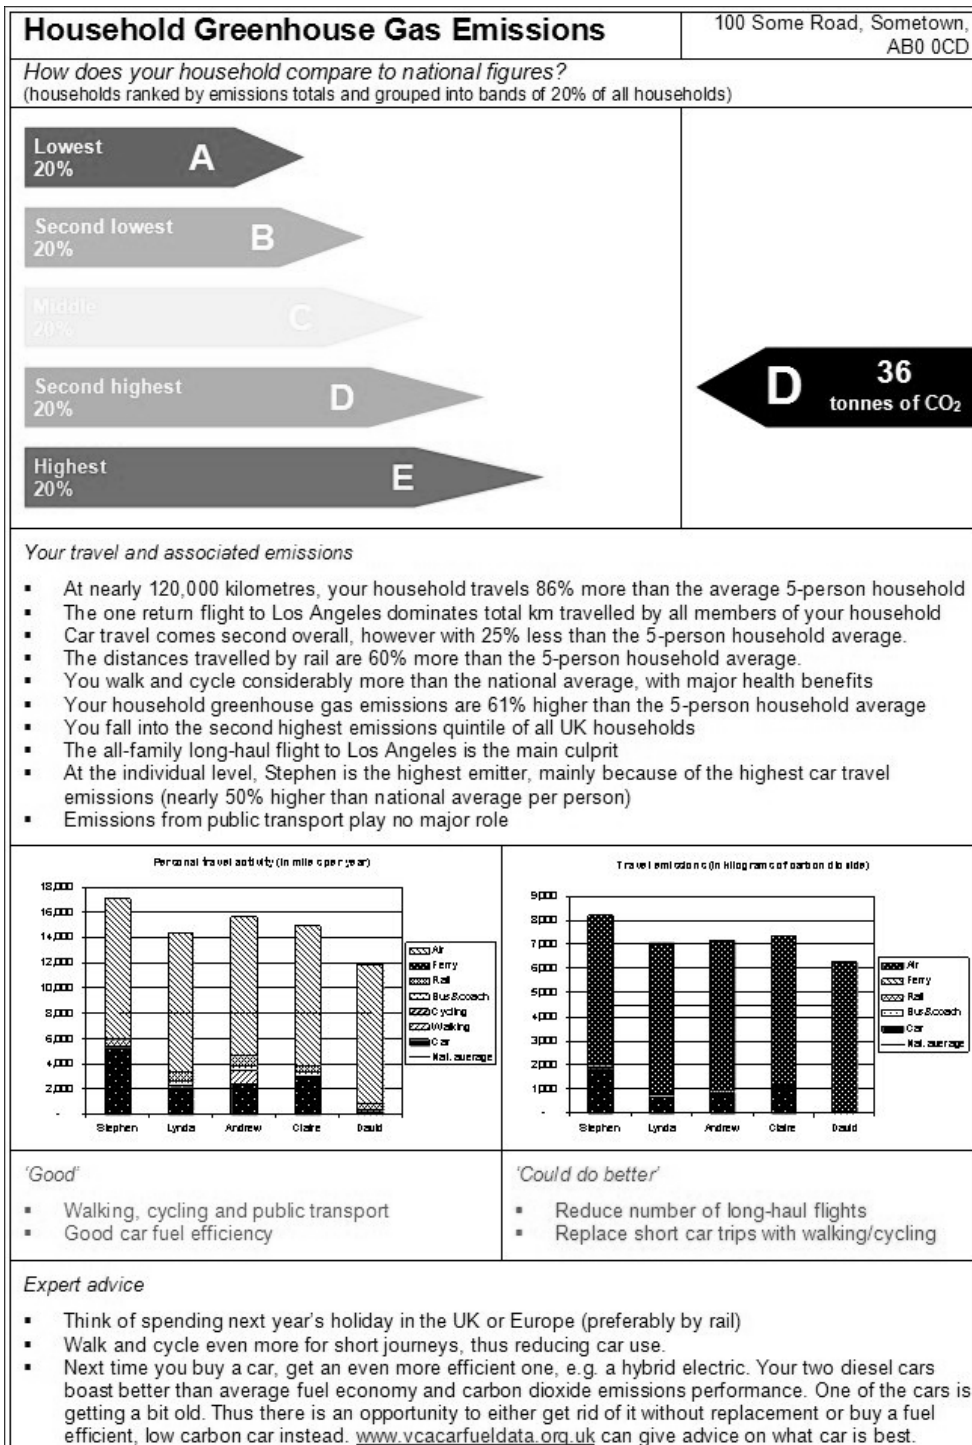 Household Greenhouse Gas Emissions
100 Some Road, Sometown,
AB0 0CD
How does your household compare to national figures?
(households ranked by emissions totals and grouped into bands of 20% of all households)
Lowest
20%
A
Second lowest
20%
B
Middle
20%
C
Second highest
20%
D
Highest
20%
E
D
36
tonnes of CO₂
Your travel and associated emissions
▪ At nearly 120,000 kilometres, your household travels 86% more than the average 5-person household
▪ The one return flight to Los Angeles dominates total km travelled by all members of your household
▪ Car travel comes second overall, however with 25% less than the 5-person household average.
▪ The distances travelled by rail are 60% more than the 5-person household average.
▪ You walk and cycle considerably more than the national average, with major health benefits
▪ Your household greenhouse gas emissions are 61% higher than the 5-person household average
▪ You fall into the second highest emissions quintile of all UK households
▪ The all-family long-haul flight to Los Angeles is the main culprit
▪ At the individual level, Stephen is the highest emitter, mainly because of the highest car travel
emissions (nearly 50% higher than national average per person)
▪ Emissions from public transport play no major role
Personal travel activity (in miles per year)
18,000
16,000
14,000
12,000
10,000
8,000
6,000
4,000
2,000
-
Stephen
Lynda
Andrew
Claire
David
Air
Ferry
Rail
Bus&coach
Cycling
Walking
Car
Nat. average
Travel emissions (in kilograms of carbon dioxide)
9,000
8,000
7,000
6,000
5,000
4,000
3,000
2,000
1,000
-
Stephen
Lynda
Andrew
Claire
David
Air
Ferry
Rail
Bus&coach
Car
Nat. average
'Good'
▪ Walking, cycling and public transport
▪ Good car fuel efficiency
'Could do better'
▪ Reduce number of long-haul flights
▪ Replace short car trips with walking/cycling
Expert advice
▪ Think of spending next year's holiday in the UK or Europe (preferably by rail)
▪ Walk and cycle even more for short journeys, thus reducing car use.
▪ Next time you buy a car, get an even more efficient one, e.g. a hybrid electric. Your two diesel cars
boast better than average fuel economy and carbon dioxide emissions performance. One of the cars is
getting a bit old. Thus there is an opportunity to either get rid of it without replacement or buy a fuel
efficient, low carbon car instead. www.vcacarfueldata.org.uk can give advice on what car is best.